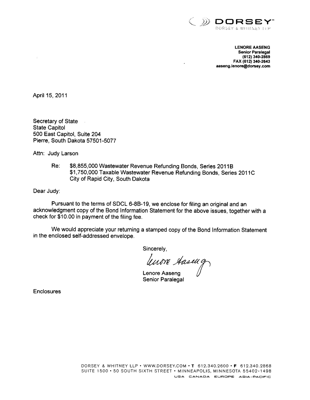 DORSEY
DORSEY & WHITNEY LLP
LENORE AASENG
Senior Paralegal
(612) 340-2869
FAX (612) 340-2643
aaseng.lenore@dorsey.com
April 15, 2011
Secretary of State
State Capitol
500 East Capitol, Suite 204
Pierre, South Dakota 57501-5077
Attn: Judy Larson
Re: $8,855,000 Wastewater Revenue Refunding Bonds, Series 2011B
$1,750,000 Taxable Wastewater Revenue Refunding Bonds, Series 2011C
City of Rapid City, South Dakota
Dear Judy:
Pursuant to the terms of SDCL 6-8B-19, we enclose for filing an original and an
acknowledgment copy of the Bond Information Statement for the above issues, together with a
check for $10.00 in payment of the filing fee.
We would appreciate your returning a stamped copy of the Bond Information Statement
in the enclosed self-addressed envelope.
Sincerely,
Lenore Aaseng
Lenore Aaseng
Senior Paralegal
Enclosures
DORSEY & WHITNEY LLP • WWW.DORSEY.COM • T 612.340.2600 • F 612.340.2868
SUITE 1500 • 50 SOUTH SIXTH STREET • MINNEAPOLIS, MINNESOTA 55402-1498
USA CANADA EUROPE ASIA-PACIFIC